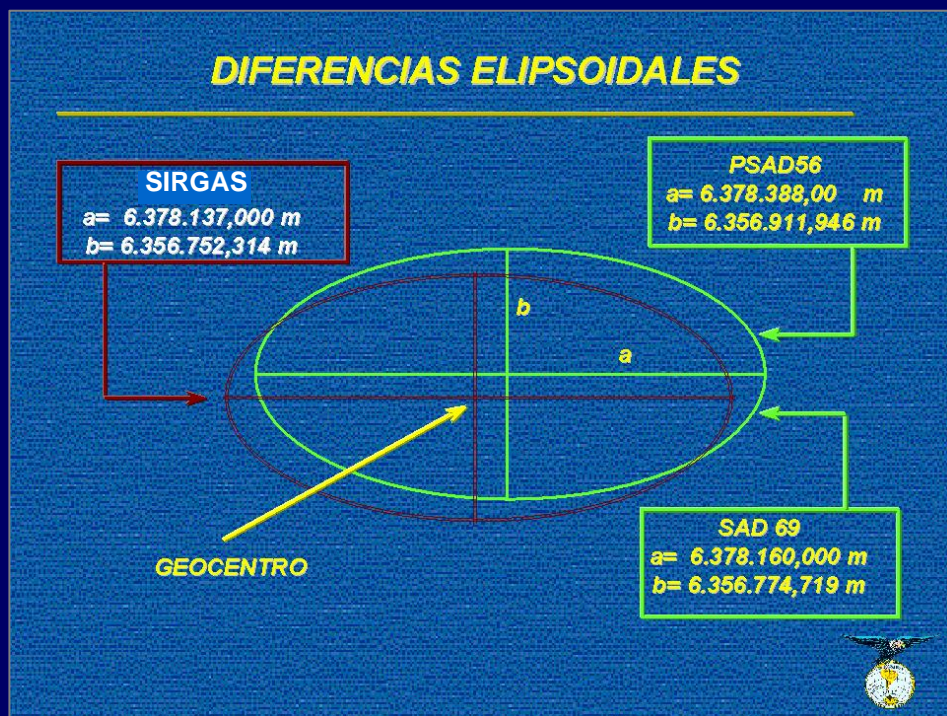 DIFERENCIAS ELIPSOIDALES
SIRGAS
a= 6.378.137,000 m
b= 6.356.752,314 m
PSAD56
a= 6.378.388,00 m
b= 6.356.911,946 m
b
a
GEOCENTRO
SAD 69
a= 6.378.160,000 m
b= 6.356.774,719 m